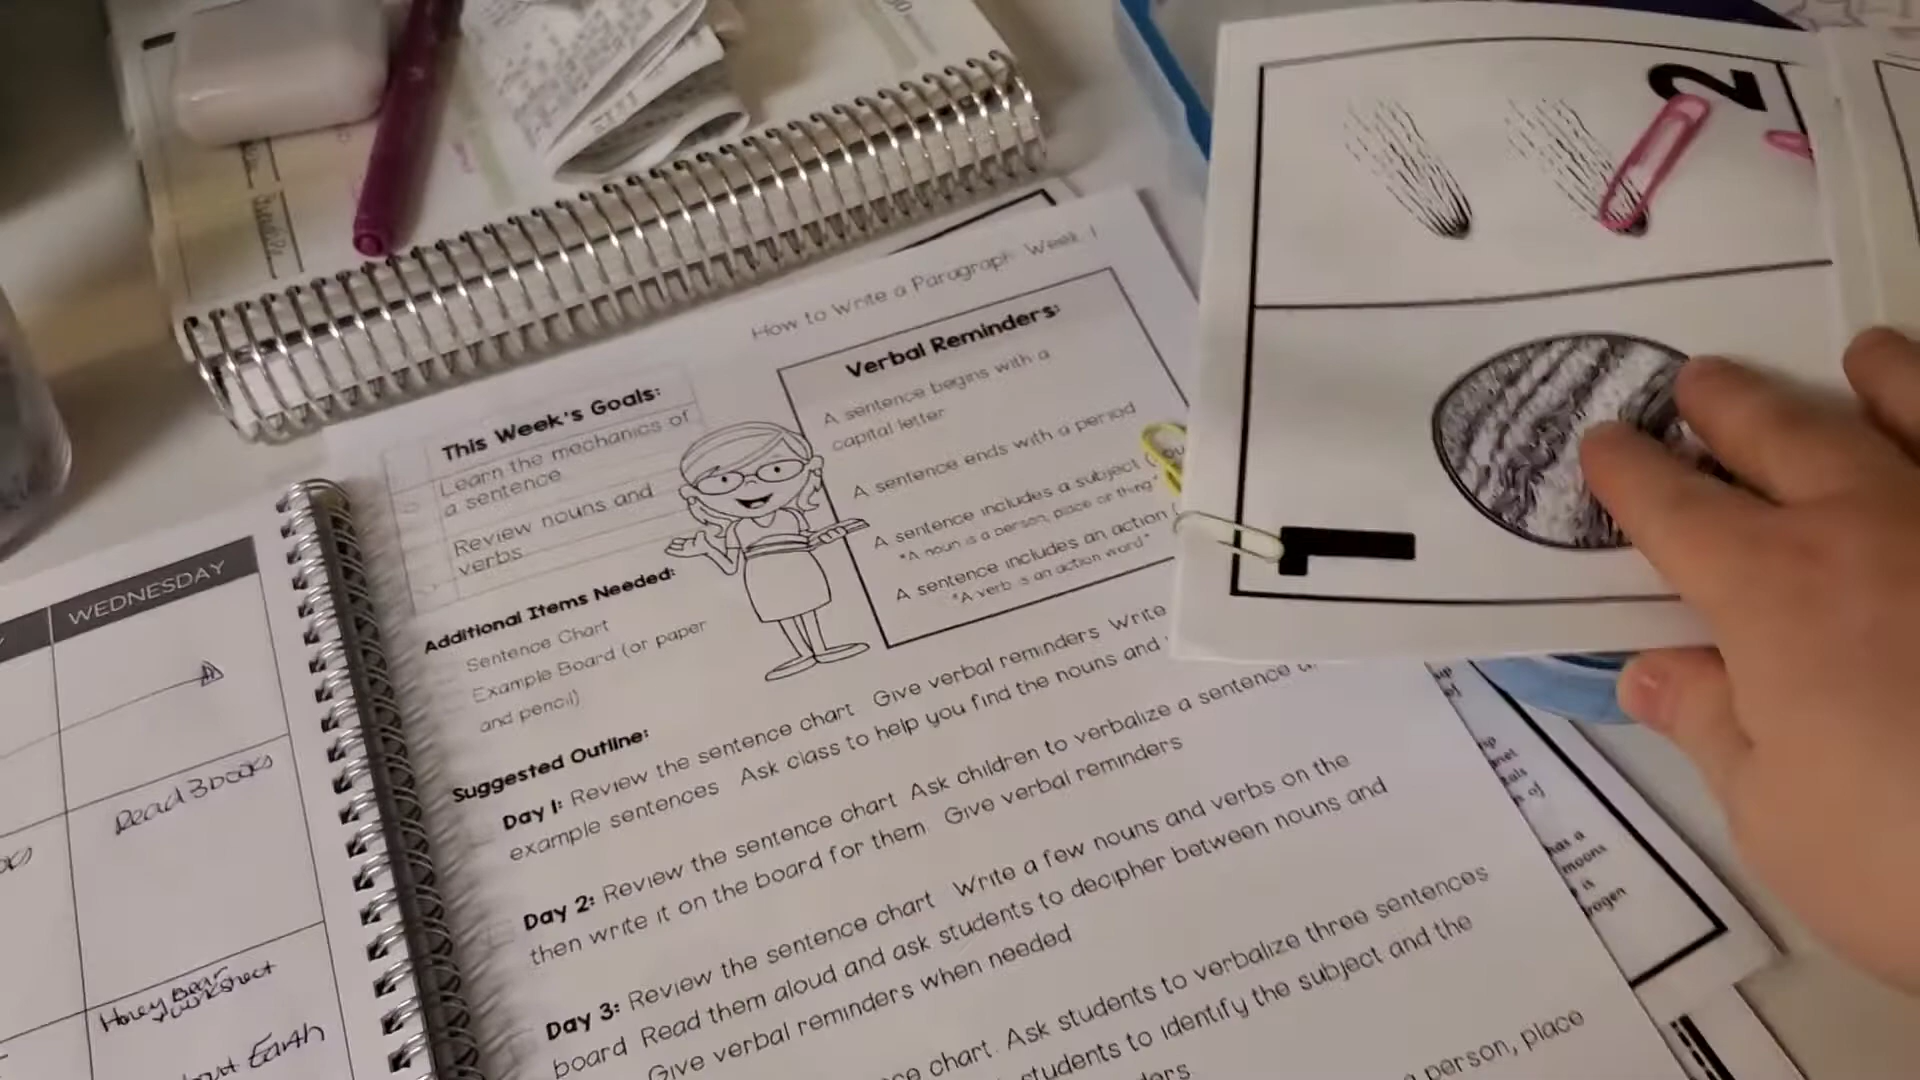 2
1
How to Write a Paragraph: Week 1
This Week's Goals:
Learn the mechanics of
a sentence
Review nouns and
verbs
Verbal Reminders:
A sentence begins with a
capital letter
A sentence ends with a period
A sentence includes a subject
"A noun is a person, place or thing"
A sentence includes an action
"A verb is an action word"
Additional Items Needed:
Sentence Chart
Example Board (or paper
and pencil)
Suggested Outline:
Day 1: Review the sentence chart Give verbal reminders Write
example sentences Ask class to help you find the nouns and
Day 2: Review the sentence chart Ask children to verbalize a sentence
then write it on the board for them Give verbal reminders
Day 3: Review the sentence chart Write a few nouns and verbs on the
board Read them aloud and ask students to decipher between nouns and
Give verbal reminders when needed
chart. Ask students to verbalize three sentences
students to identify the subject and the
person, place
WEDNESDAY
Read 3 books
Honey Bear
worksheet
Earth
has a
moons
is